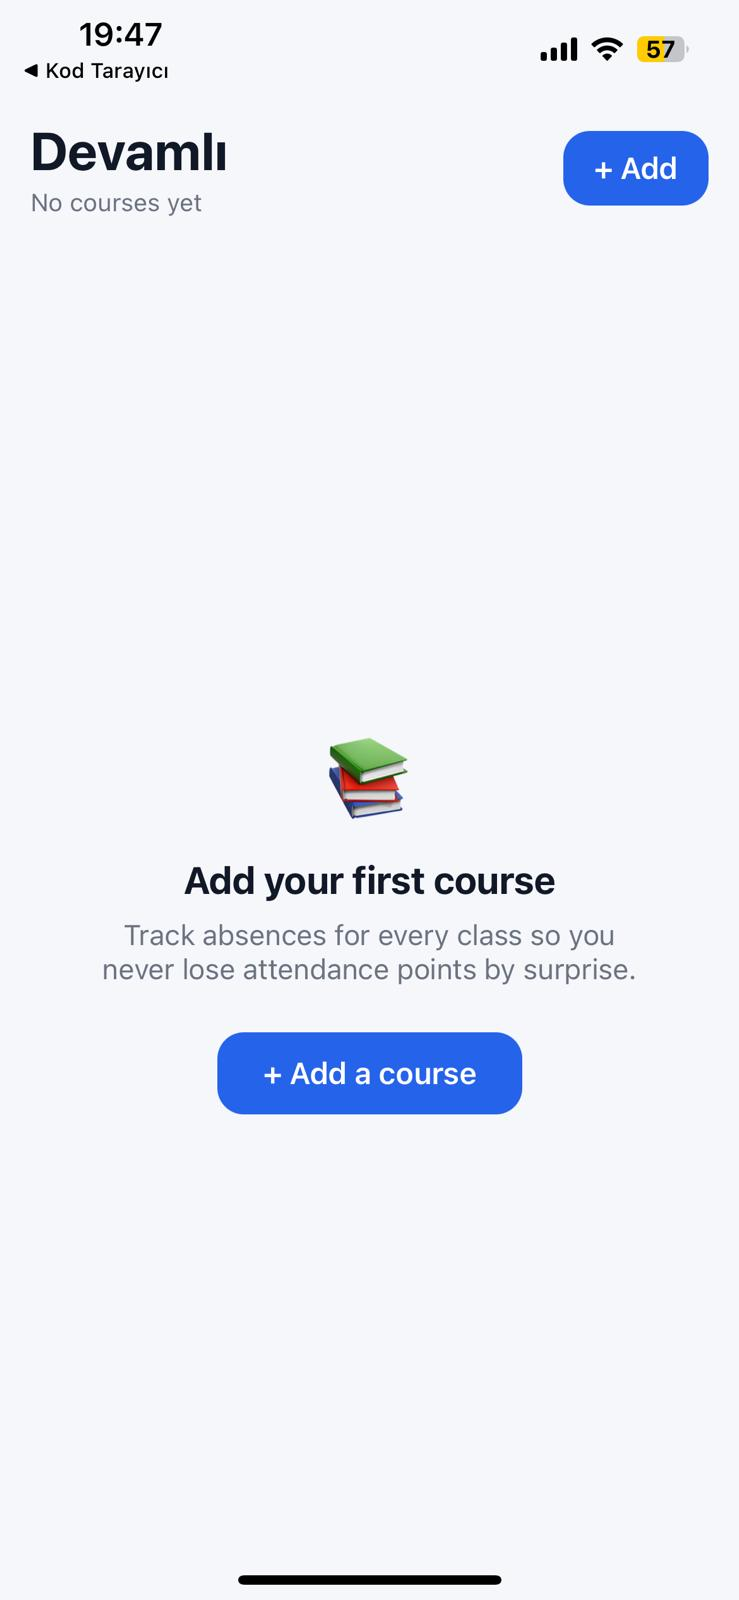 19:47
◀ Kod Tarayıcı
57
Devamlı
+ Add
No courses yet
Add your first course
Track absences for every class so you
never lose attendance points by surprise.
+ Add a course